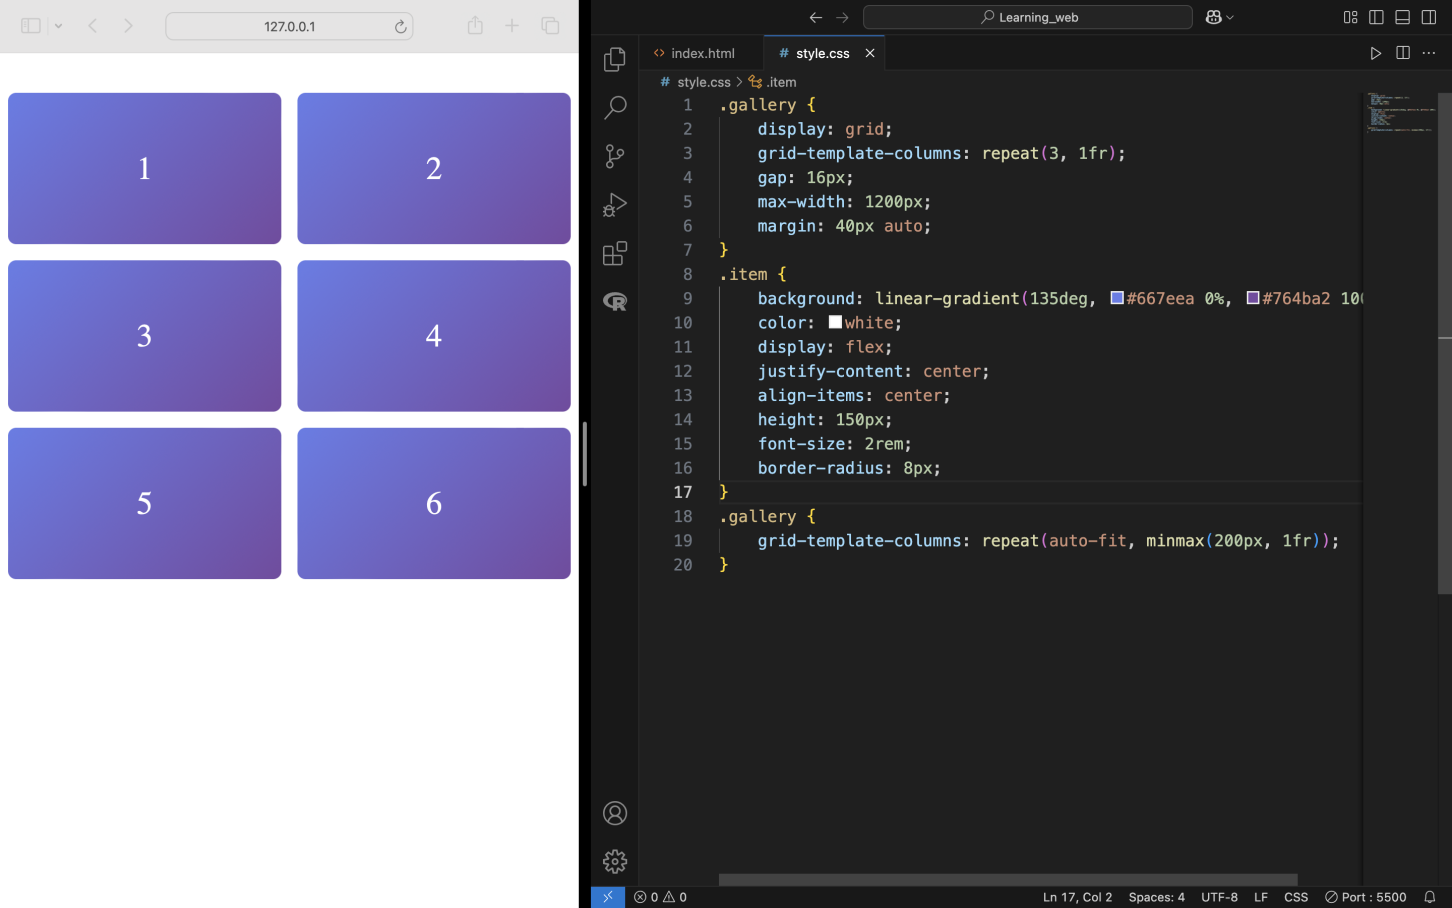 127.0.0.1
1
2
3
4
5
6
Learning_web
index.html
# style.css
# style.css > .item
1 .gallery {
2 display: grid;
3 grid-template-columns: repeat(3, 1fr);
4 gap: 16px;
5 max-width: 1200px;
6 margin: 40px auto;
7 }
8 .item {
9 background: linear-gradient(135deg, #667eea 0%, #764ba2 100
10 color: white;
11 display: flex;
12 justify-content: center;
13 align-items: center;
14 height: 150px;
15 font-size: 2rem;
16 border-radius: 8px;
17 }
18 .gallery {
19 grid-template-columns: repeat(auto-fit, minmax(200px, 1fr));
20 }
0 0
Ln 17, Col 2 Spaces: 4 UTF-8 LF CSS Port : 5500